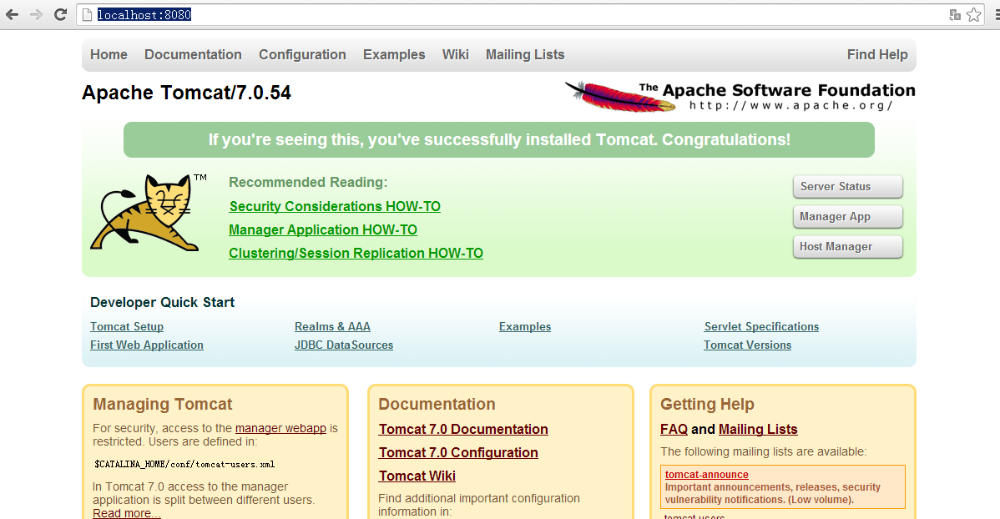 localhost:8080
Home Documentation Configuration Examples Wiki Mailing Lists Find Help
Apache Tomcat/7.0.54
The Apache Software Foundation
http://www.apache.org/
If you're seeing this, you've successfully installed Tomcat. Congratulations!
TM
Recommended Reading:
Security Considerations HOW-TO
Manager Application HOW-TO
Clustering/Session Replication HOW-TO
Server Status
Manager App
Host Manager
Developer Quick Start
Tomcat Setup
First Web Application
Realms & AAA
JDBC DataSources
Examples
Servlet Specifications
Tomcat Versions
Managing Tomcat
For security, access to the manager webapp is
restricted. Users are defined in:
$CATALINA_HOME/conf/tomcat-users.xml
In Tomcat 7.0 access to the manager
application is split between different users.
Read more...
Documentation
Tomcat 7.0 Documentation
Tomcat 7.0 Configuration
Tomcat Wiki
Find additional important configuration
information in:
Getting Help
FAQ and Mailing Lists
The following mailing lists are available:
tomcat-announce
Important announcements, releases, security
vulnerability notifications. (Low volume).
tomcat-users